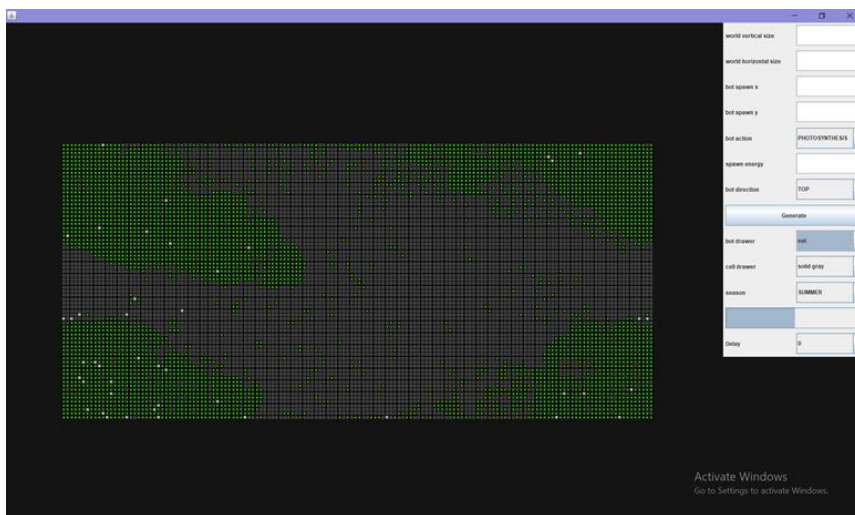 world vertical size
world horizontal size
bot spawn x
bot spawn y
bot action PHOTOSYNTHESIS
spawn energy
bot direction TOP
Generate
bot drawer eat
cell drawer solid gray
season SUMMER
Delay 0
Activate Windows
Go to Settings to activate Windows.